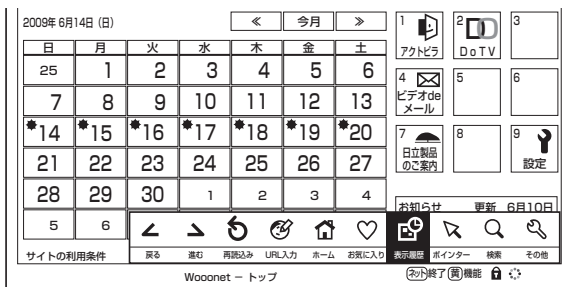 2009年 6月14日（日） ≪ 今月 ≫
日 月 火 水 木 金 土
25 1 2 3 4 5 6
7 8 9 10 11 12 13
14 15 16 17 18 19 20
21 22 23 24 25 26 27
28 29 30 1 2 3 4
5 6
サイトの利用条件
1 アクトビラ
2 DoTV
3
4 ビデオde
メール
5
6
7 日立製品
のご案内
8
9 設定
お知らせ 更新 6月10日
戻る 進む 再読込み URL入力 ホーム お気に入り 表示履歴 ポインター 検索 その他
Wooonet － トップ
ネット終了 黄機能